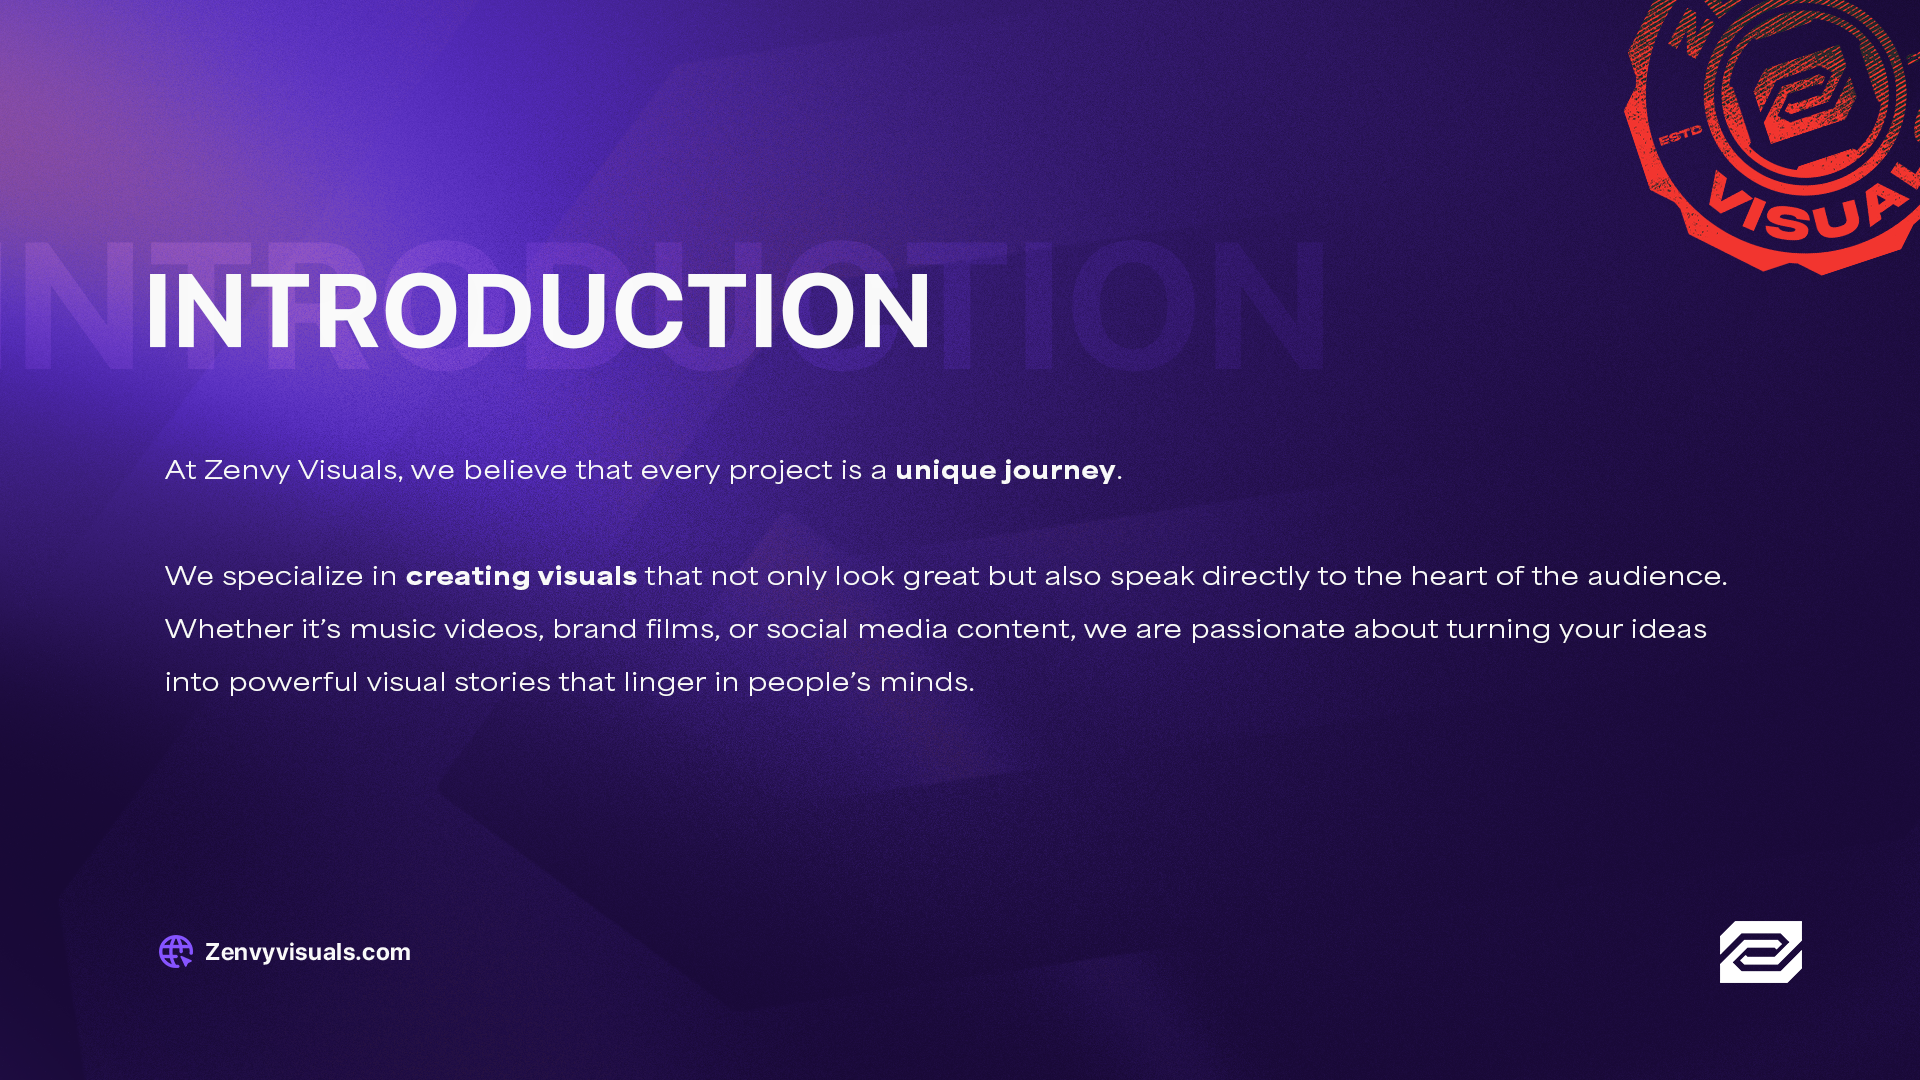 INTRODUCTION
INTRODUCTION
At Zenvy Visuals, we believe that every project is a unique journey.
We specialize in creating visuals that not only look great but also speak directly to the heart of the audience.
Whether it’s music videos, brand films, or social media content, we are passionate about turning your ideas
into powerful visual stories that linger in people’s minds.
ESTD
VISUAL
Zenvyvisuals.com